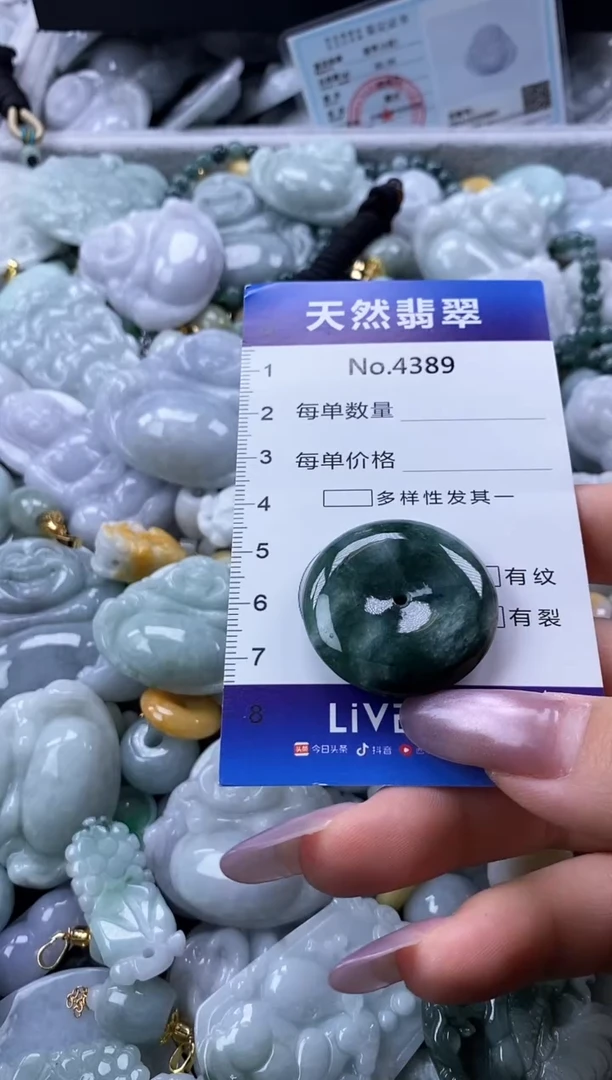 天然翡翠
No.4389
1
2
3
4
5
6
7
8
每单数量
每单价格
多样性发其一
有纹
有裂
LiVE
今日头条 抖音